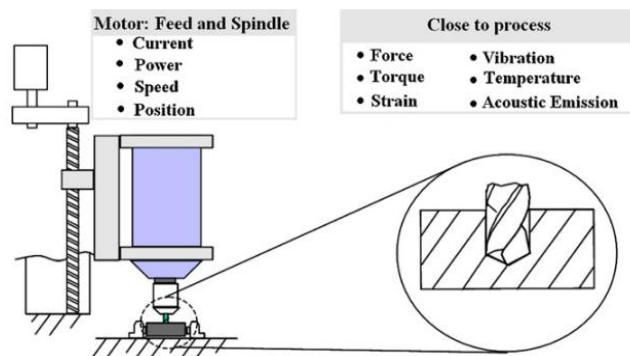 Motor: Feed and Spindle
• Current
• Power
• Speed
• Position
Close to process
• Force
• Torque
• Strain
• Vibration
• Temperature
• Acoustic Emission